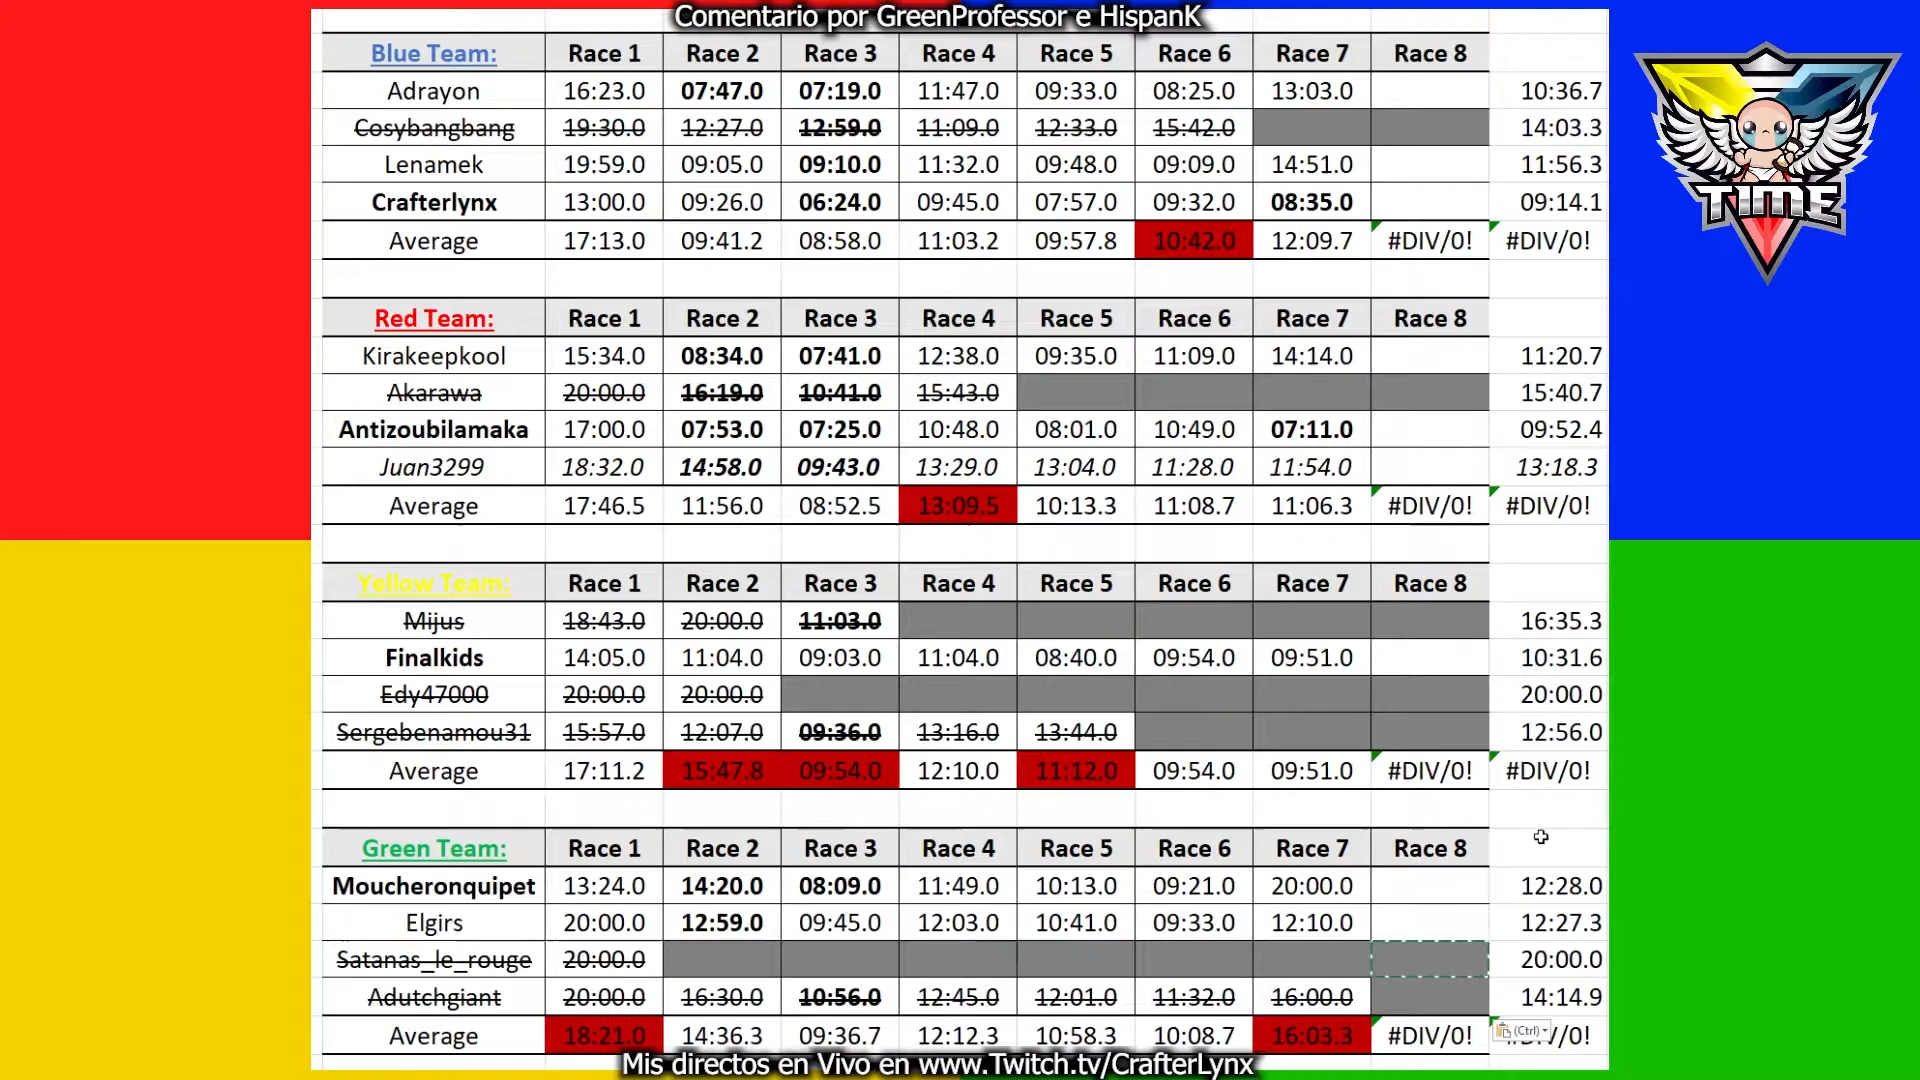 Comentario por GreenProfessor e HispanK
Blue Team: Race 1 Race 2 Race 3 Race 4 Race 5 Race 6 Race 7 Race 8
Adrayon 16:23.0 07:47.0 07:19.0 11:47.0 09:33.0 08:25.0 13:03.0 10:36.7
Cosybangbang 19:30.0 12:27.0 12:59.0 11:09.0 12:33.0 15:42.0 14:03.3
Lenamek 19:59.0 09:05.0 09:10.0 11:32.0 09:48.0 09:09.0 14:51.0 11:56.3
Crafterlynx 13:00.0 09:26.0 06:24.0 09:45.0 07:57.0 09:32.0 08:35.0 09:14.1
Average 17:13.0 09:41.2 08:58.0 11:03.2 09:57.8 10:42.0 12:09.7 #DIV/0! #DIV/0!
TIME
Red Team: Race 1 Race 2 Race 3 Race 4 Race 5 Race 6 Race 7 Race 8
Kirakeepkool 15:34.0 08:34.0 07:41.0 12:38.0 09:35.0 11:09.0 14:14.0 11:20.7
Akarawa 20:00.0 16:19.0 10:41.0 15:43.0 15:40.7
Antizoubilamaka 17:00.0 07:53.0 07:25.0 10:48.0 08:01.0 10:49.0 07:11.0 09:52.4
Juan3299 18:32.0 14:58.0 09:43.0 13:29.0 13:04.0 11:28.0 11:54.0 13:18.3
Average 17:46.5 11:56.0 08:52.5 13:09.5 10:13.3 11:08.7 11:06.3 #DIV/0! #DIV/0!
Yellow Team: Race 1 Race 2 Race 3 Race 4 Race 5 Race 6 Race 7 Race 8
Mijus 18:43.0 20:00.0 11:03.0 16:35.3
Finalkids 14:05.0 11:04.0 09:03.0 11:04.0 08:40.0 09:54.0 09:51.0 10:31.6
Edy47000 20:00.0 20:00.0 20:00.0
Sergebenamou31 15:57.0 12:07.0 09:36.0 13:16.0 13:44.0 12:56.0
Average 17:11.2 15:47.8 09:54.0 12:10.0 11:12.0 09:54.0 09:51.0 #DIV/0! #DIV/0!
Green Team: Race 1 Race 2 Race 3 Race 4 Race 5 Race 6 Race 7 Race 8
Moucheronquipet 13:24.0 14:20.0 08:09.0 11:49.0 10:13.0 09:21.0 20:00.0 12:28.0
Elgirs 20:00.0 12:59.0 09:45.0 12:03.0 10:41.0 09:33.0 12:10.0 12:27.3
Satanas_le_rouge 20:00.0 20:00.0
Adutchgiant 20:00.0 16:30.0 10:56.0 12:45.0 12:01.0 11:32.0 16:00.0 14:14.9
Average 18:21.0 14:36.3 09:36.7 12:12.3 10:58.3 10:08.7 16:03.3 #DIV/0! V/0!
(Ctrl)
Mis directos en Vivo en www.Twitch.tv/CrafterLynx